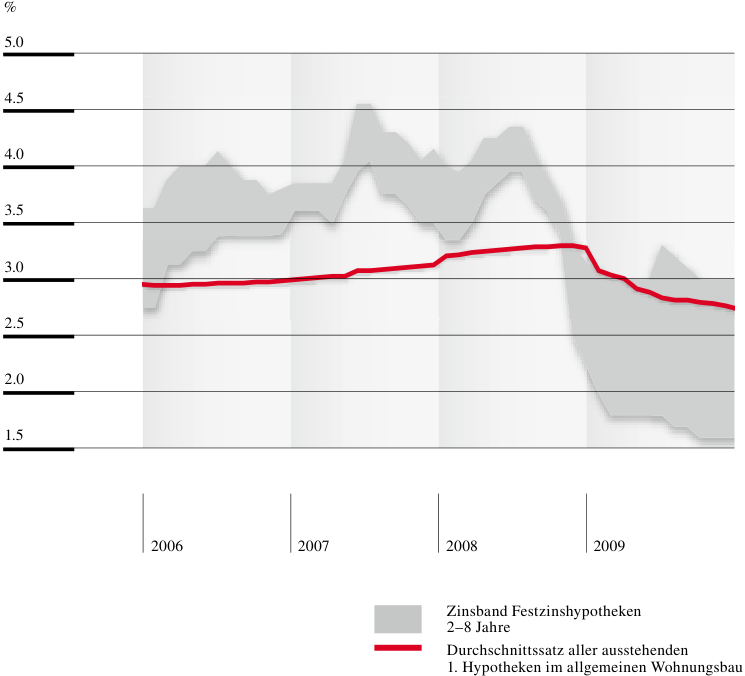 %
5.0
4.5
4.0
3.5
3.0
2.5
2.0
1.5
2006 2007 2008 2009
Zinsband Festzinshypotheken
2–8 Jahre
Durchschnittssatz aller ausstehenden
1. Hypotheken im allgemeinen Wohnungsbau